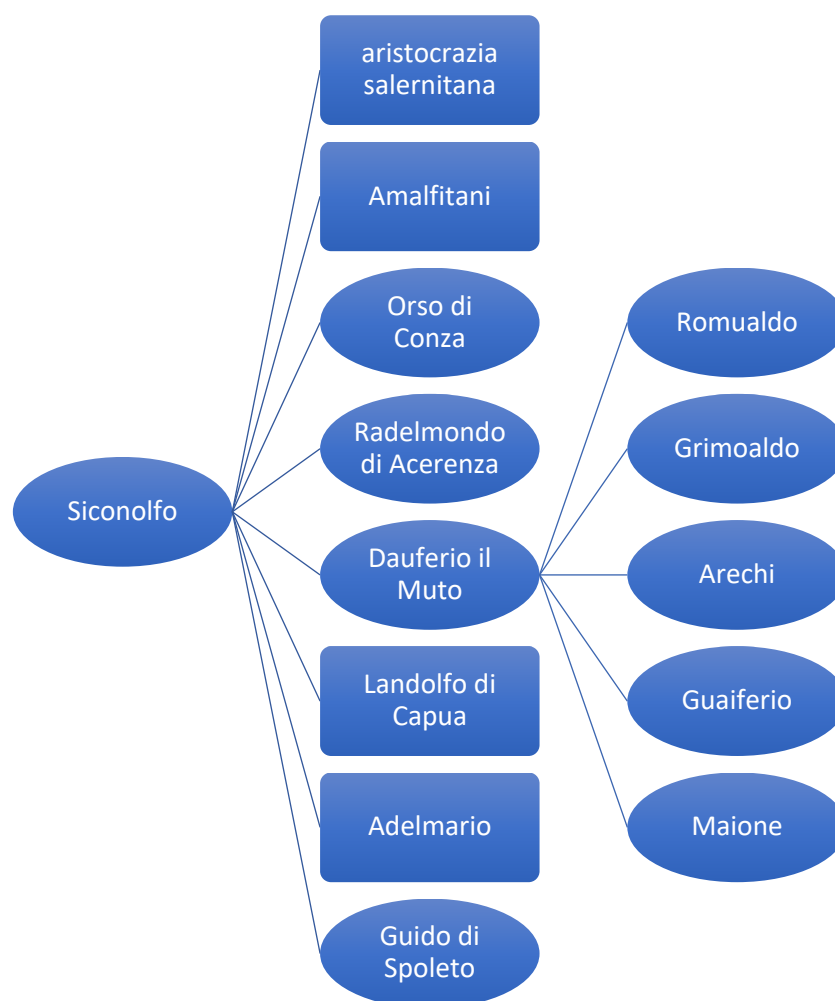 aristocrazia
salernitana
Amalfitani
Orso di
Conza
Radelmondo
di Acerenza
Siconolfo
Dauferio il
Muto
Landolfo di
Capua
Adelmario
Guido di
Spoleto
Romualdo
Grimoaldo
Arechi
Guaiferio
Maione